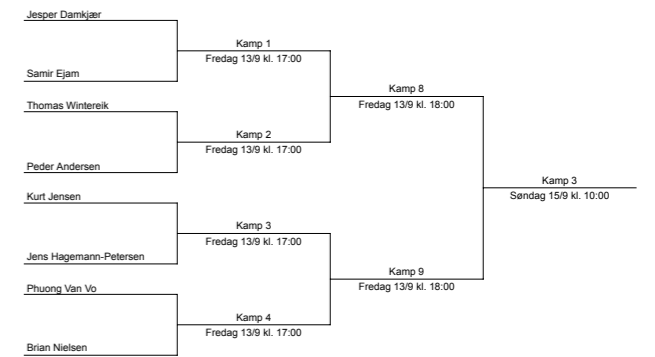 Jesper Damkjær
Kamp 1
Fredag 13/9 kl. 17:00
Samir Ejam
Kamp 8
Fredag 13/9 kl. 18:00
Thomas Wintereik
Kamp 2
Fredag 13/9 kl. 17:00
Peder Andersen
Kamp 3
Søndag 15/9 kl. 10:00
Kurt Jensen
Kamp 3
Fredag 13/9 kl. 17:00
Jens Hagemann-Petersen
Kamp 9
Fredag 13/9 kl. 18:00
Phuong Van Vo
Kamp 4
Fredag 13/9 kl. 17:00
Brian Nielsen